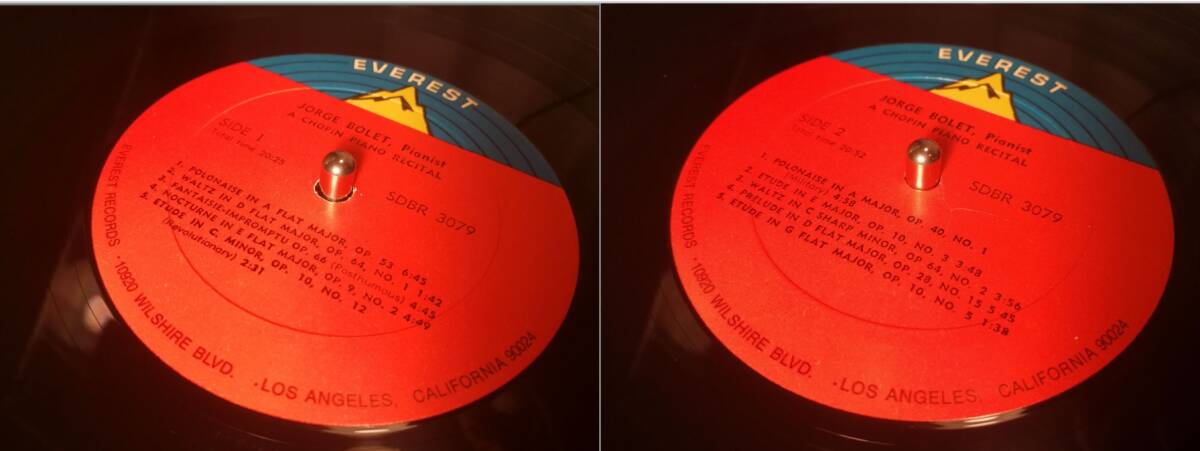 EVEREST
JORGE BOLET, Pianist
A CHOPIN PIANO RECITAL
SIDE 1
Total time 20:25
SDBR 3079
1. POLONAISE IN A FLAT MAJOR, OP 53 6:45
2. WALTZ IN D FLAT MAJOR, OP. 64, NO. 1 1:42
3. FANTAISIE-IMPROMPTU OP. 66 (Posthumous) 4:45
4. NOCTURNE IN E FLAT MAJOR, OP. 9, NO. 2 4:49
5. ETUDE IN C. MINOR, OP. 10, NO. 12
(Revolutionary) 2:31
EVEREST RECORDS · 10920 WILSHIRE BLVD. · LOS ANGELES, CALIFORNIA 90024
EVEREST
JORGE BOLET, Pianist
A CHOPIN PIANO RECITAL
SIDE 2
Total time 20:52
SDBR 3079
1. POLONAISE IN A MAJOR, OP. 40, NO. 1
(Military) 4:58
2. ETUDE IN E MAJOR, OP. 10, NO. 3 3:48
3. WALTZ IN C SHARP MINOR, OP. 64, NO. 2 3:56
4. PRELUDE IN D FLAT MAJOR, OP. 28, NO. 15 5:45
5. ETUDE IN G FLAT MAJOR, OP. 10, NO. 5 1:38
EVEREST RECORDS · 10920 WILSHIRE BLVD. · LOS ANGELES, CALIFORNIA 90024